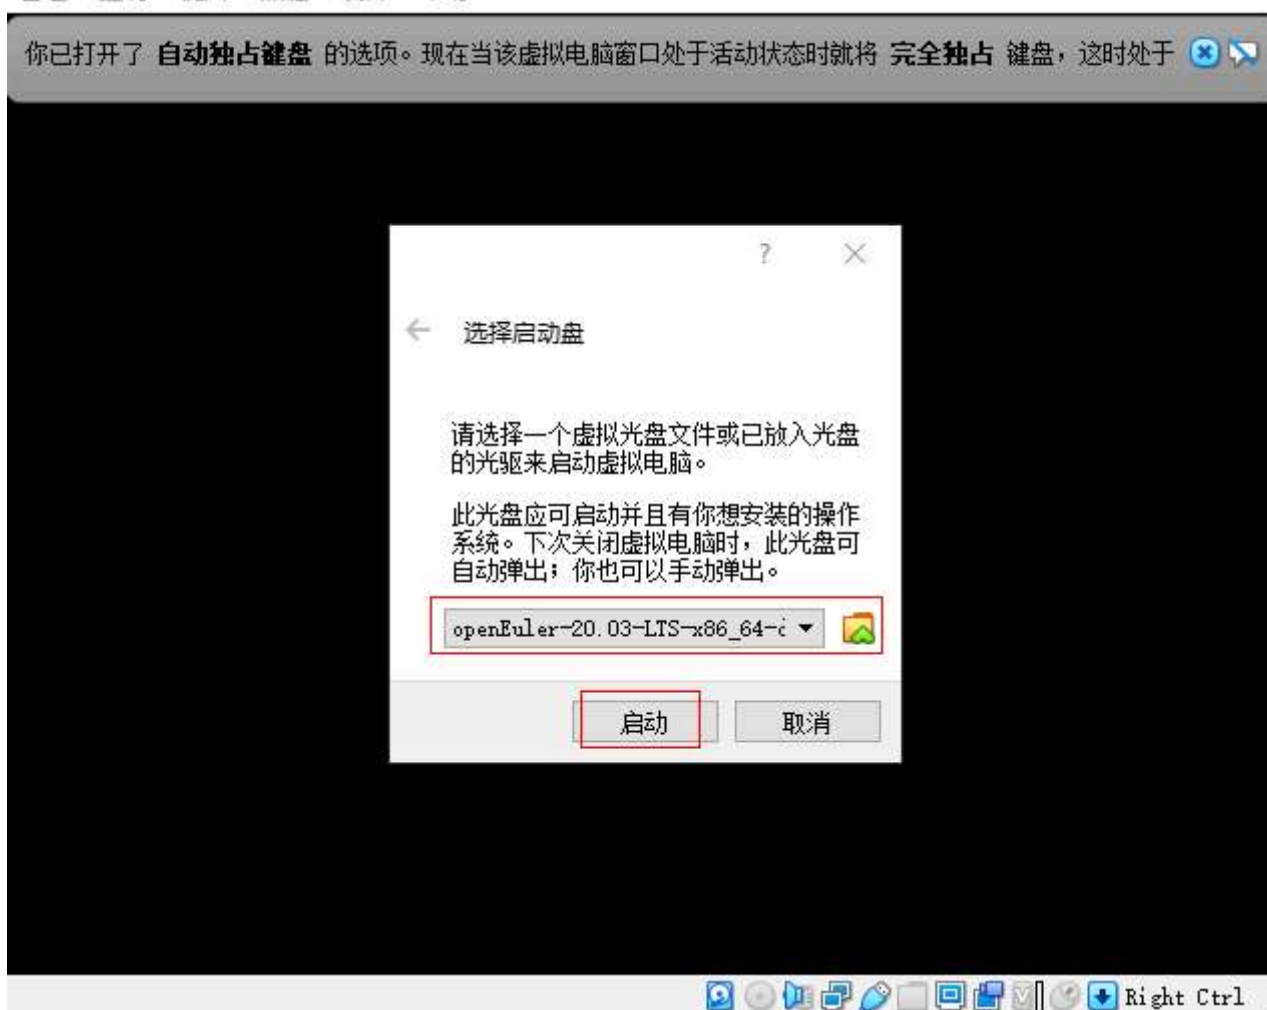 你已打开了 自动独占键盘 的选项。现在当该虚拟电脑窗口处于活动状态时就将 完全独占 键盘，这时处于
?
选择启动盘
请选择一个虚拟光盘文件或已放入光盘
的光驱来启动虚拟电脑。
此光盘应可启动并且有你想安装的操作
系统。下次关闭虚拟电脑时，此光盘可
自动弹出；你也可以手动弹出。
openEuler-20.03-LTS-x86_64-
启动 取消
Right Ctrl